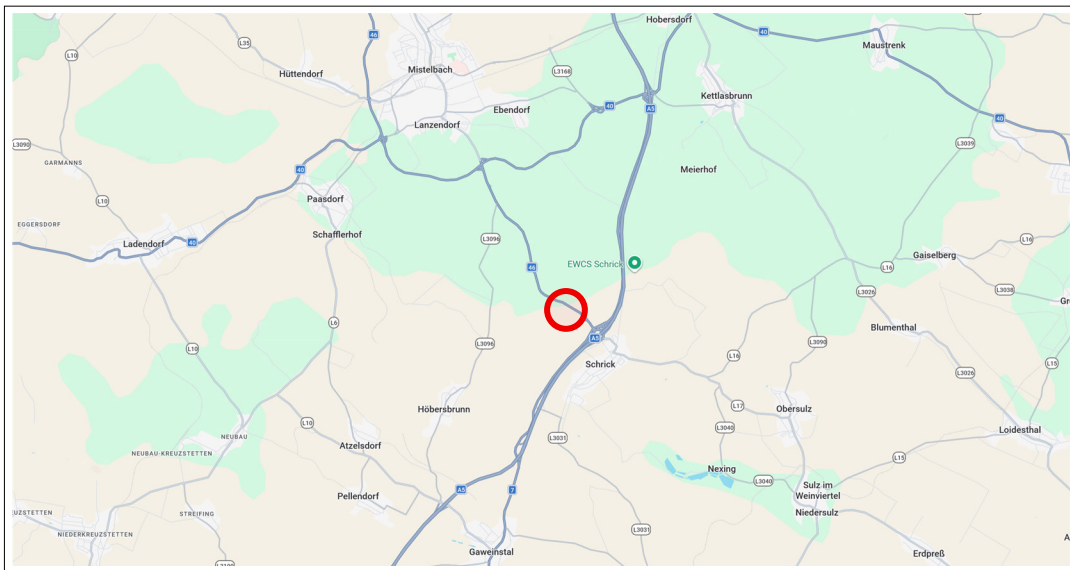 Hobersdorf
L10
46
L35
40
Maustrenk
Mistelbach
Hüttendorf
L3168
Kettlasbrunn
Ebendorf
40
A5
Lanzendorf
40
L3090
L3039
GARMANNS
40
Meierhof
Paasdorf
L10
EGGERSDORF
Schafflerhof
L3096
L16
Ladendorf
40
Gaiselberg
EWCS Schrick
46
L16
L3026
L3038
L6
Blumenthal
A5
L3096
L3090
L10
L16
Schrick
L15
L3026
L17
Höbersbrunn
Obersulz
L10
L3040
Loidesthal
NEUBAU
L3031
Atzelsdorf
NEUBAU-KREUZSTETTEN
L15
Nexing
L3040
Sulz im
Weinviertel
A5
7
Pellendorf
Niedersulz
STREIFING
L3031
NIEDERKREUZSTETTEN
Gaweinstal
Erdpreß